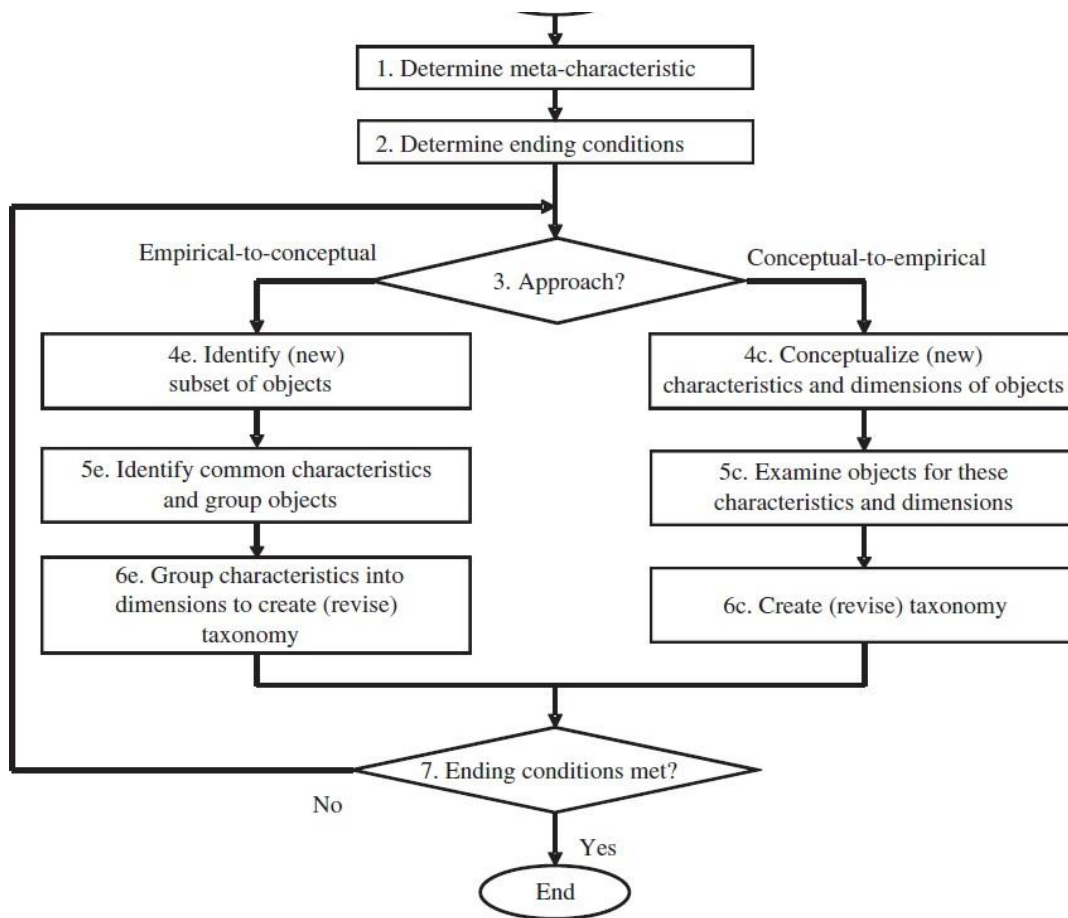 1. Determine meta-characteristic
2. Determine ending conditions
Empirical-to-conceptual
Conceptual-to-empirical
3. Approach?
4e. Identify (new)
subset of objects
4c. Conceptualize (new)
characteristics and dimensions of objects
5e. Identify common characteristics
and group objects
5c. Examine objects for these
characteristics and dimensions
6e. Group characteristics into
dimensions to create (revise)
taxonomy
6c. Create (revise) taxonomy
7. Ending conditions met?
No
Yes
End